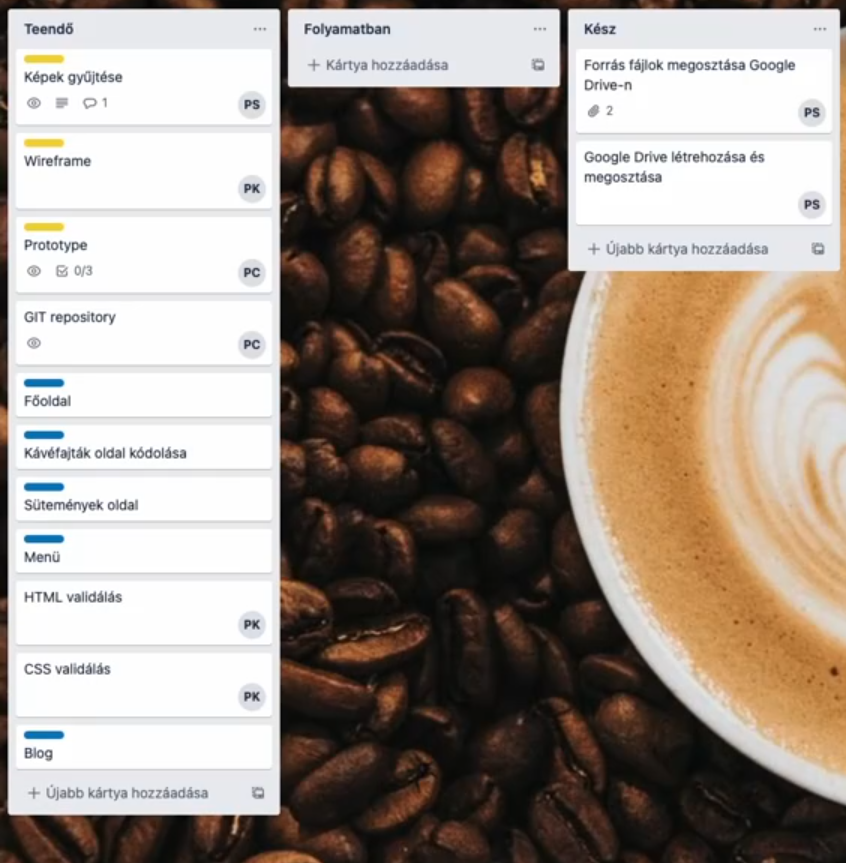 Teendő
Képek gyűjtése
1
PS
Wireframe
PK
Prototype
0/3
PC
GIT repository
PC
Főoldal
Kávéfajták oldal kódolása
Sütemények oldal
Menü
HTML validálás
PK
CSS validálás
PK
Blog
+ Újabb kártya hozzáadása
Folyamatban
+ Kártya hozzáadása
Kész
Forrás fájlok megosztása Google
Drive-n
2
PS
Google Drive létrehozása és
megosztása
PS
+ Újabb kártya hozzáadása